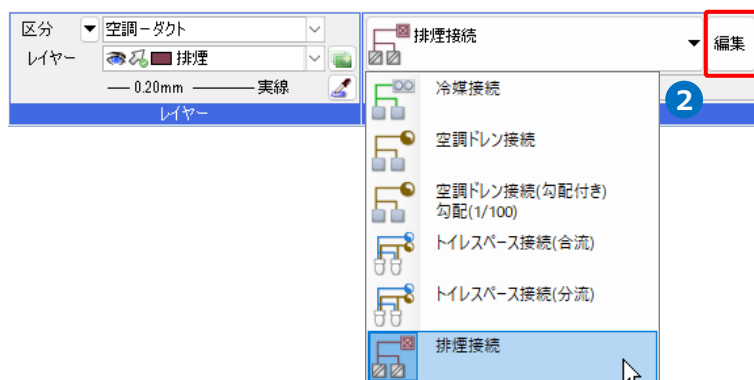 区分 空調－ダクト
レイヤー 排煙
0.20mm 実線
レイヤー
排煙接続
編集
2
冷媒接続
空調ドレン接続
空調ドレン接続(勾配付き)
勾配(1/100)
トイレスペース接続(合流)
トイレスペース接続(分流)
排煙接続